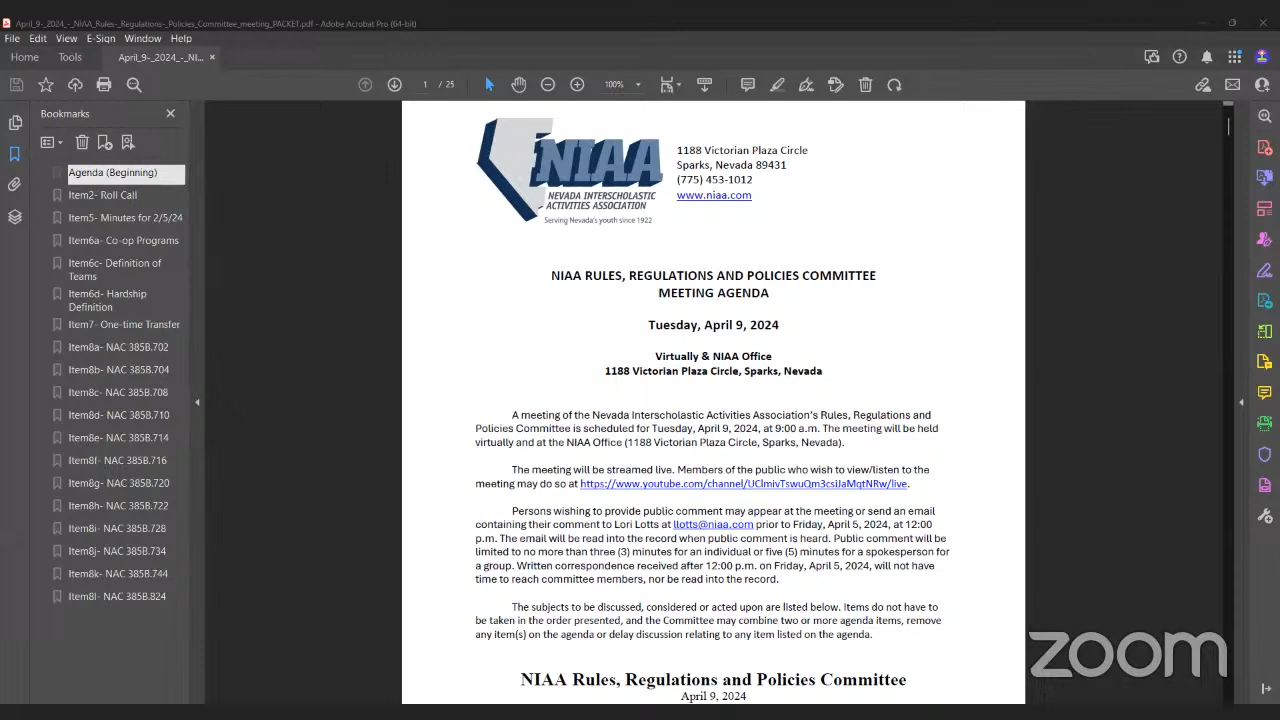 April_9-_2024_-_NIAA_Rules-_Regulations-_Policies_Committee_meeting_PACKET.pdf - Adobe Acrobat Pro (64-bit)
File Edit View E-Sign Window Help
Home Tools April_9-_2024_-_NI... ×
1 / 25 100%
Bookmarks
Agenda (Beginning)
Item2- Roll Call
Item5- Minutes for 2/5/24
Item6a- Co-op Programs
Item6c- Definition of
Teams
Item6d- Hardship
Definition
Item7- One-time Transfer
Item8a- NAC 385B.702
Item8b- NAC 385B.704
Item8c- NAC 385B.708
Item8d- NAC 385B.710
Item8e- NAC 385B.714
Item8f- NAC 385B.716
Item8g- NAC 385B.720
Item8h- NAC 385B.722
Item8i- NAC 385B.728
Item8j- NAC 385B.734
Item8k- NAC 385B.744
Item8l- NAC 385B.824
NIAA
NEVADA INTERSCHOLASTIC
ACTIVITIES ASSOCIATION
Serving Nevada's youth since 1922
1188 Victorian Plaza Circle
Sparks, Nevada 89431
(775) 453-1012
www.niaa.com
NIAA RULES, REGULATIONS AND POLICIES COMMITTEE
MEETING AGENDA
Tuesday, April 9, 2024
Virtually & NIAA Office
1188 Victorian Plaza Circle, Sparks, Nevada
A meeting of the Nevada Interscholastic Activities Association's Rules, Regulations and
Policies Committee is scheduled for Tuesday, April 9, 2024, at 9:00 a.m. The meeting will be held
virtually and at the NIAA Office (1188 Victorian Plaza Circle, Sparks, Nevada).
The meeting will be streamed live. Members of the public who wish to view/listen to the
meeting may do so at https://www.youtube.com/channel/UClmivTswuQm3csiJaMqtNRw/live.
Persons wishing to provide public comment may appear at the meeting or send an email
containing their comment to Lori Lotts at llotts@niaa.com prior to Friday, April 5, 2024, at 12:00
p.m. The email will be read into the record when public comment is heard. Public comment will be
limited to no more than three (3) minutes for an individual or five (5) minutes for a spokesperson for
a group. Written correspondence received after 12:00 p.m. on Friday, April 5, 2024, will not have
time to reach committee members, nor be read into the record.
The subjects to be discussed, considered or acted upon are listed below. Items do not have to
be taken in the order presented, and the Committee may combine two or more agenda items, remove
any item(s) on the agenda or delay discussion relating to any item listed on the agenda.
NIAA Rules, Regulations and Policies Committee
April 9, 2024
zoom